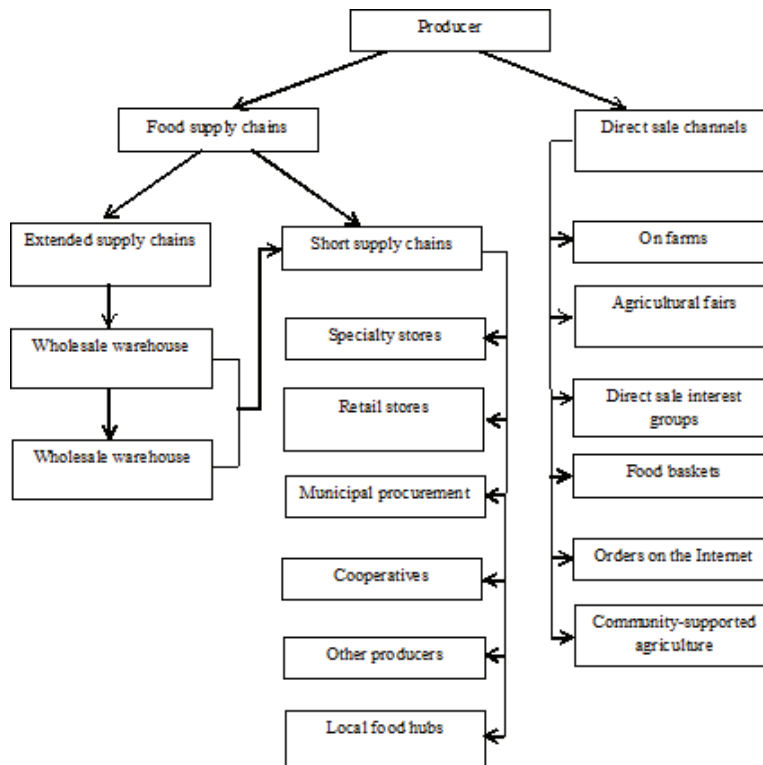 Producer
Food supply chains
Direct sale channels
Extended supply chains
Short supply chains
On farms
Agricultural fairs
Wholesale warehouse
Specialty stores
Direct sale interest
groups
Retail stores
Wholesale warehouse
Food baskets
Municipal procurement
Orders on the Internet
Cooperatives
Community-supported
agriculture
Other producers
Local food hubs